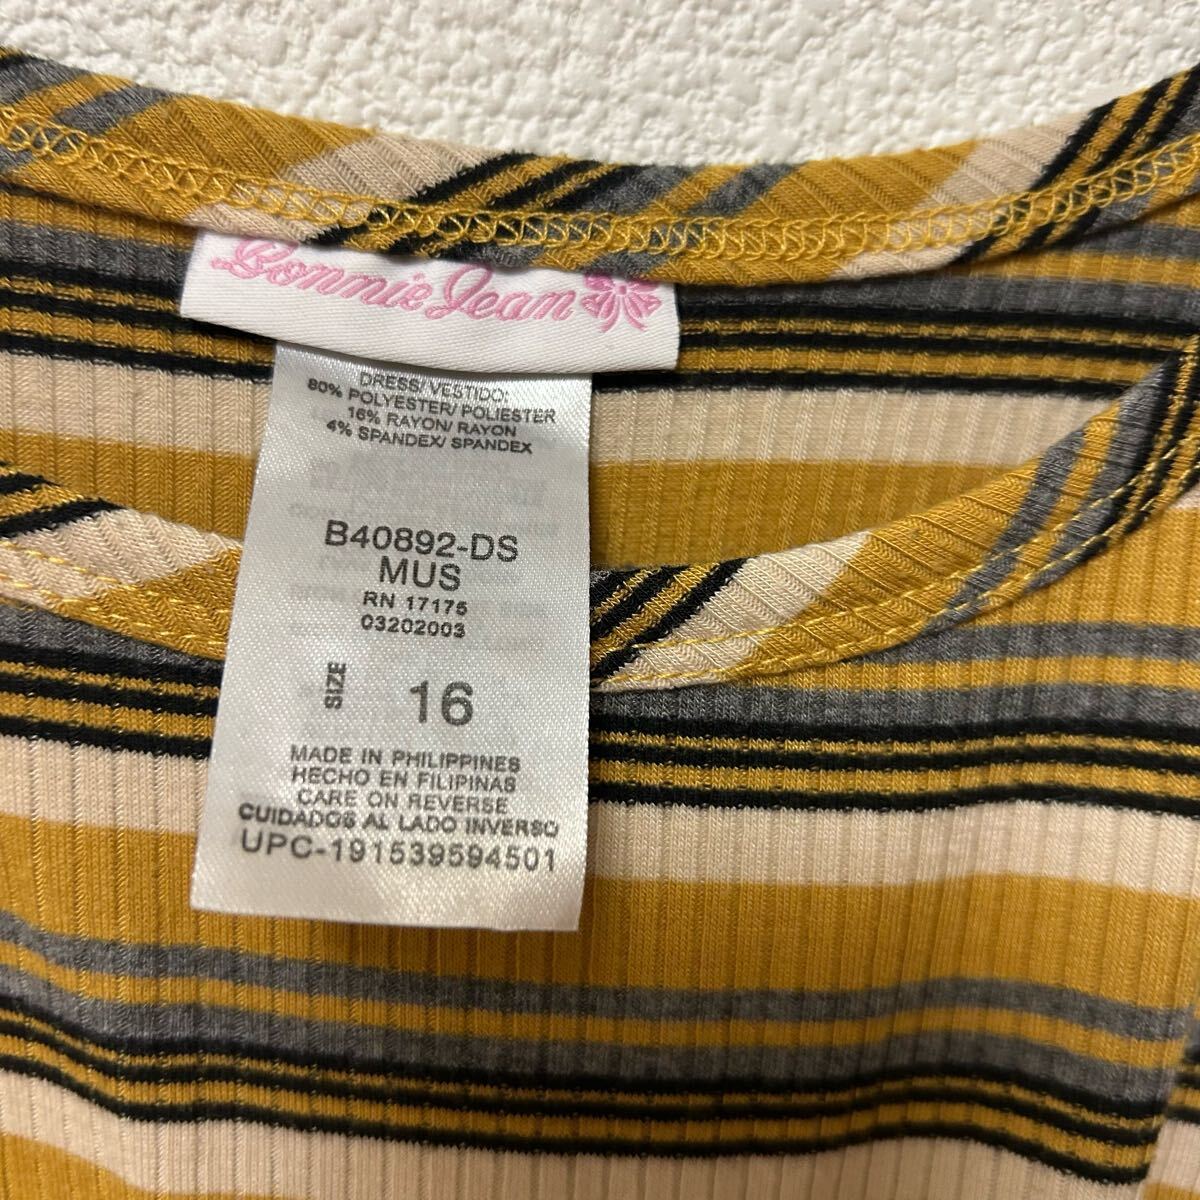 Bonnie Jean
DRESS/ VESTIDO:
80% POLYESTER/ POLIESTER
16% RAYON/ RAYON
4% SPANDEX/ SPANDEX
B40892-DS
MUS
RN 17175
03202003
SIZE 16
MADE IN PHILIPPINES
HECHO EN FILIPINAS
CARE ON REVERSE
CUIDADOS AL LADO INVERSO
UPC-191539594501